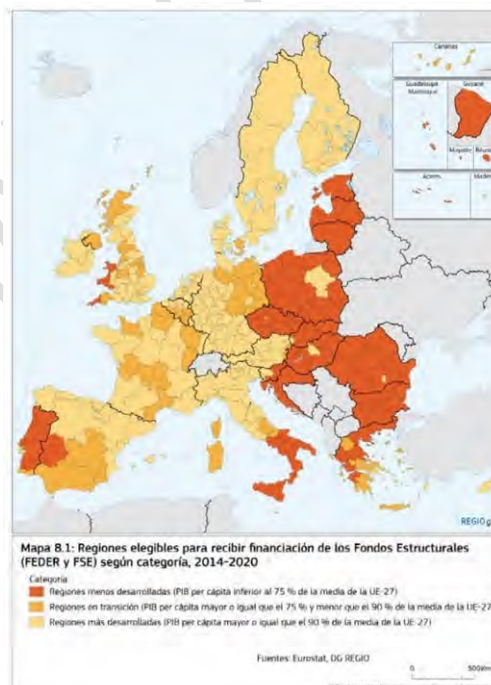 Canarias
Guadeloupe
Martinique
Guyane
Mayotte
Açores
REGIO
Mapa 8.1: Regiones elegibles para recibir financiación de los Fondos Estructurales
(FEDER y FSE) según categoría, 2014-2020
Categoría
Regiones menos desarrolladas (PIB per cápita inferior al 75 % de la media de la UE-27)
Regiones en transición (PIB per cápita mayor o igual que el 75 % y menor que el 90 % de la media de la UE-27
Regiones más desarrolladas (PIB per cápita mayor o igual que el 90 % de la media de la UE-27)
Fuentes: Eurostat, DG REGIO
0